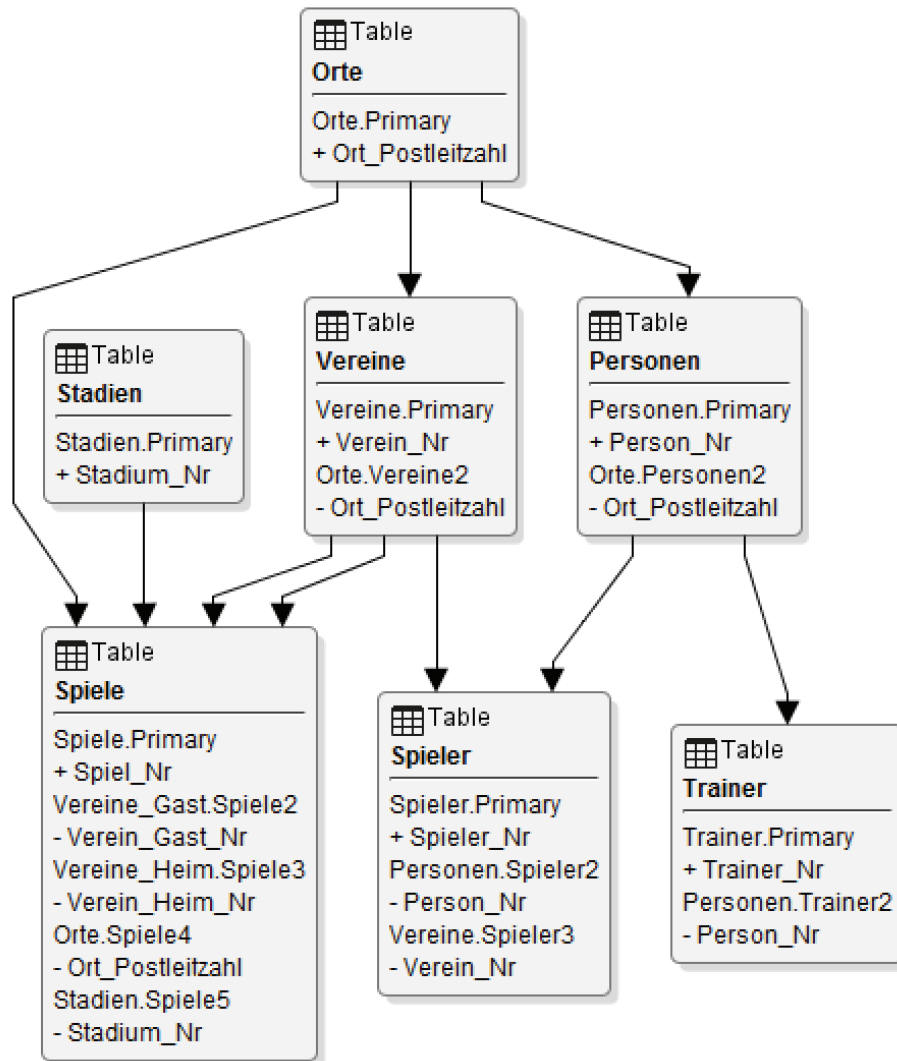 Table
Orte
Orte.Primary
+ Ort_Postleitzahl
Table
Stadien
Stadien.Primary
+ Stadium_Nr
Table
Vereine
Vereine.Primary
+ Verein_Nr
Orte.Vereine2
- Ort_Postleitzahl
Table
Personen
Personen.Primary
+ Person_Nr
Orte.Personen2
- Ort_Postleitzahl
Table
Spiele
Spiele.Primary
+ Spiel_Nr
Vereine_Gast.Spiele2
- Verein_Gast_Nr
Vereine_Heim.Spiele3
- Verein_Heim_Nr
Orte.Spiele4
- Ort_Postleitzahl
Stadien.Spiele5
- Stadium_Nr
Table
Spieler
Spieler.Primary
+ Spieler_Nr
Personen.Spieler2
- Person_Nr
Vereine.Spieler3
- Verein_Nr
Table
Trainer
Trainer.Primary
+ Trainer_Nr
Personen.Trainer2
- Person_Nr